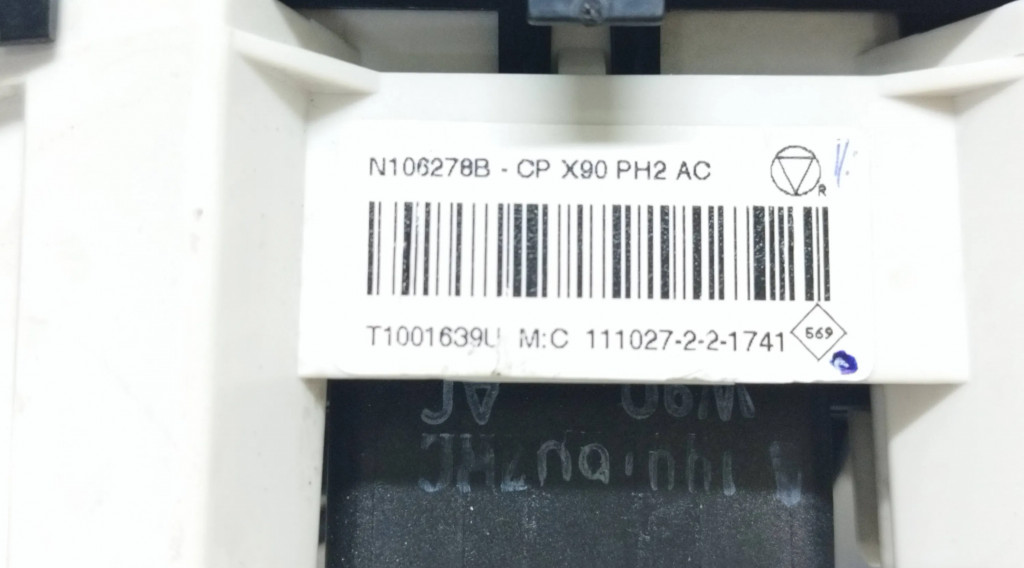 N106278B - CP X90 PH2 AC
R
T1001639U M:C 111027-2-2-1741
569